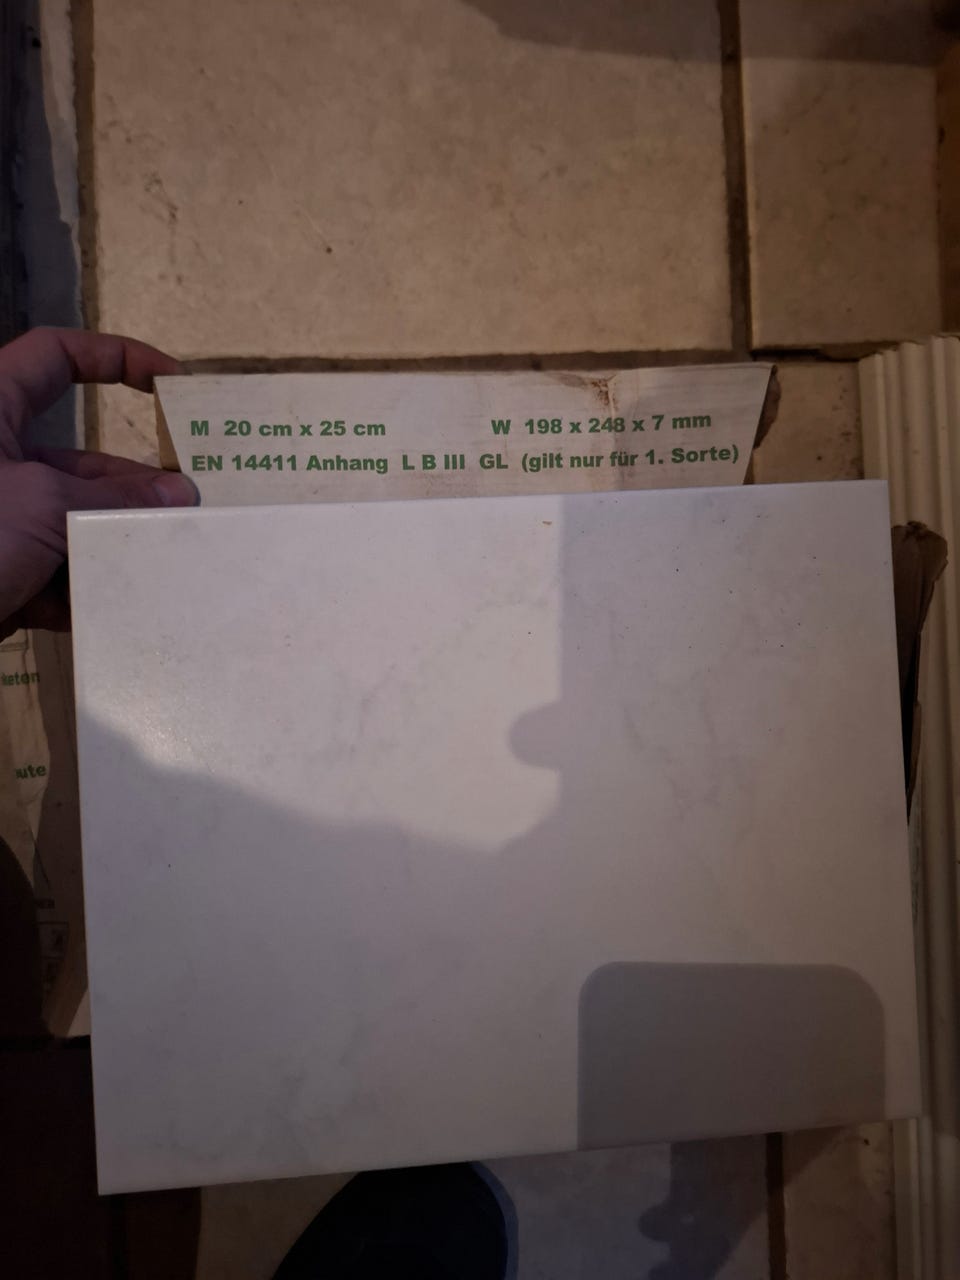 M 20 cm x 25 cm W 198 x 248 x 7 mm
EN 14411 Anhang L B III GL (gilt nur für 1. Sorte)